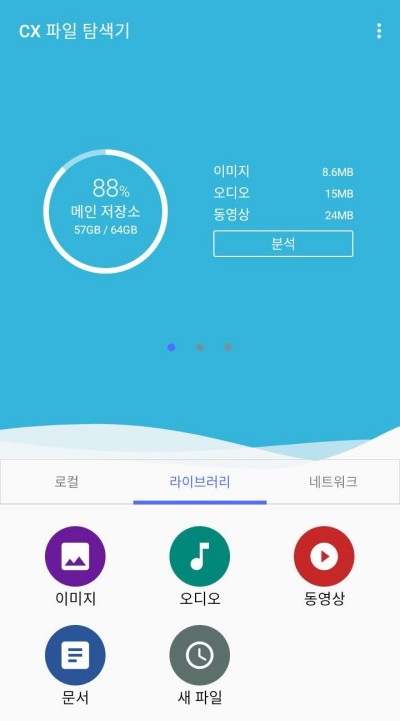 CX 파일 탐색기
88%
메인 저장소
57GB / 64GB
이미지 8.6MB
오디오 15MB
동영상 24MB
분석
로컬 라이브러리 네트워크
이미지 오디오 동영상
문서 새 파일